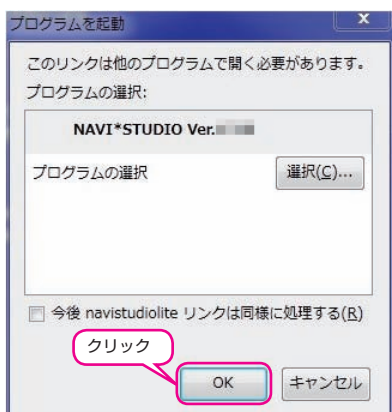 プログラムを起動
x
このリンクは他のプログラムで開く必要があります。
プログラムの選択:
NAVI*STUDIO Ver.
プログラムの選択
選択(C)...
今後 navistudiolite リンクは同様に処理する(R)
クリック
OK
キャンセル